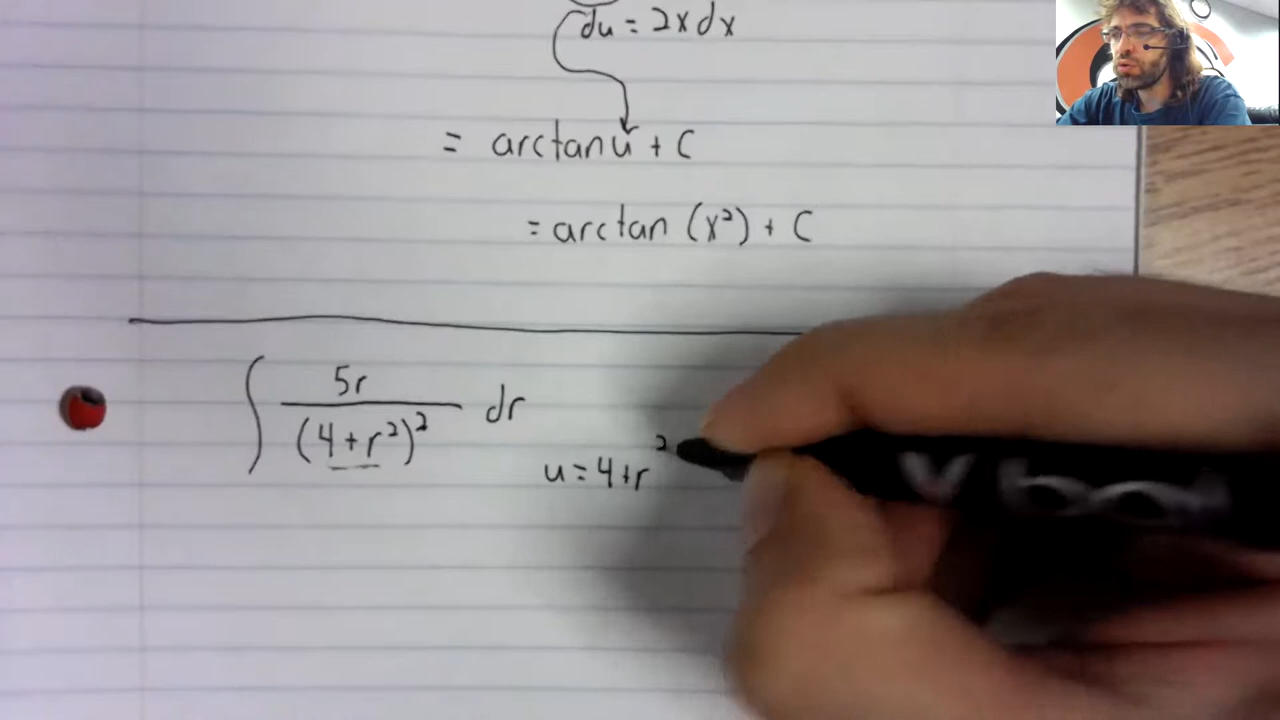 du = 2x dx
= arctan u + C
= arctan (x²) + C
∫ 5r / (4 + r²)² dr
u = 4 + r²